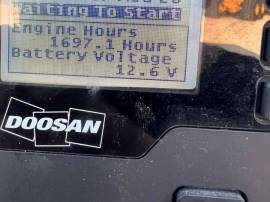 Waiting to Start
Engine Hours
1697.1 Hours
Battery Voltage
12.6 V
DOOSAN